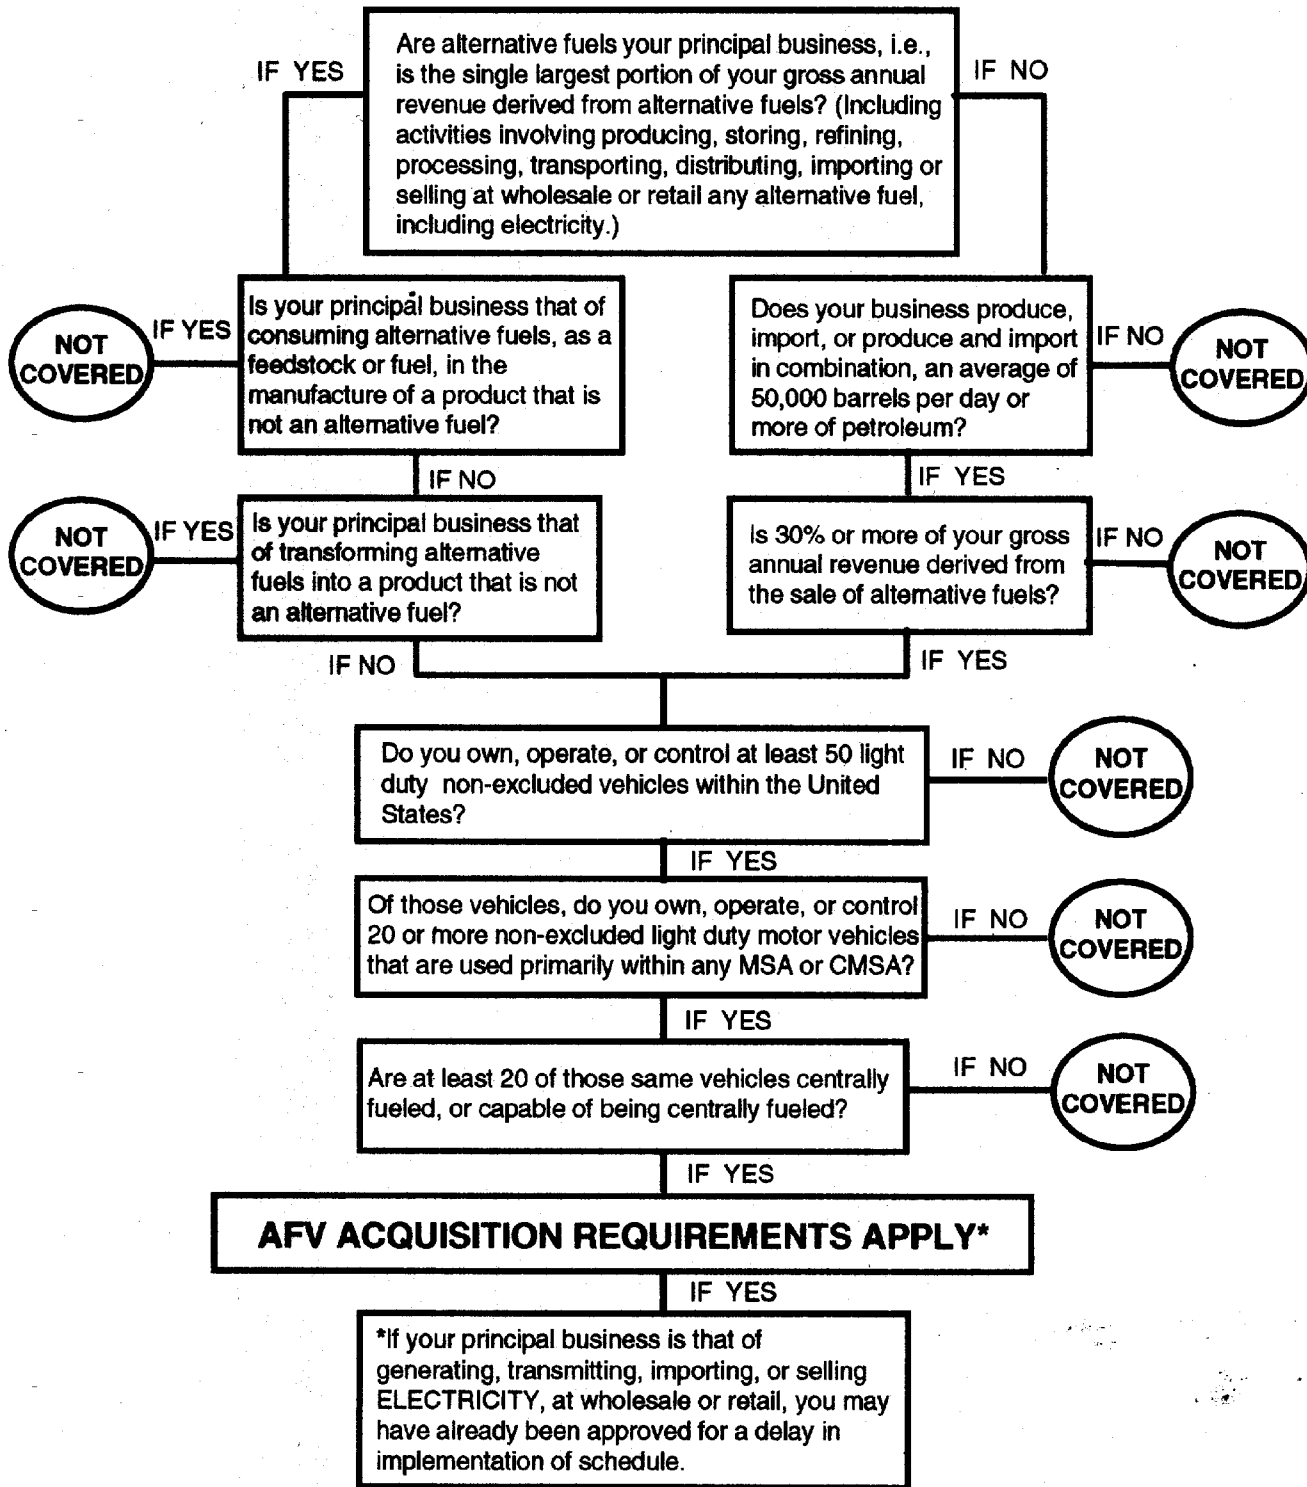 Are alternative fuels your principal business, i.e.,
is the single largest portion of your gross annual
revenue derived from alternative fuels? (Including
activities involving producing, storing, refining,
processing, transporting, distributing, importing or
selling at wholesale or retail any alternative fuel,
including electricity.)
IF YES
IF NO
Is your principal business that of
consuming alternative fuels, as a
feedstock or fuel, in the
manufacture of a product that is
not an alternative fuel?
IF YES
NOT
COVERED
Does your business produce,
import, or produce and import
in combination, an average of
50,000 barrels per day or
more of petroleum?
IF NO
NOT
COVERED
IF NO
IF YES
Is your principal business that
of transforming alternative
fuels into a product that is not
an alternative fuel?
IF YES
NOT
COVERED
Is 30% or more of your gross
annual revenue derived from
the sale of alternative fuels?
IF NO
NOT
COVERED
IF NO
IF YES
Do you own, operate, or control at least 50 light
duty non-excluded vehicles within the United
States?
IF NO
NOT
COVERED
IF YES
Of those vehicles, do you own, operate, or control
20 or more non-excluded light duty motor vehicles
that are used primarily within any MSA or CMSA?
IF NO
NOT
COVERED
IF YES
Are at least 20 of those same vehicles centrally
fueled, or capable of being centrally fueled?
IF NO
NOT
COVERED
IF YES
AFV ACQUISITION REQUIREMENTS APPLY*
IF YES
*If your principal business is that of
generating, transmitting, importing, or selling
ELECTRICITY, at wholesale or retail, you may
have already been approved for a delay in
implementation of schedule.